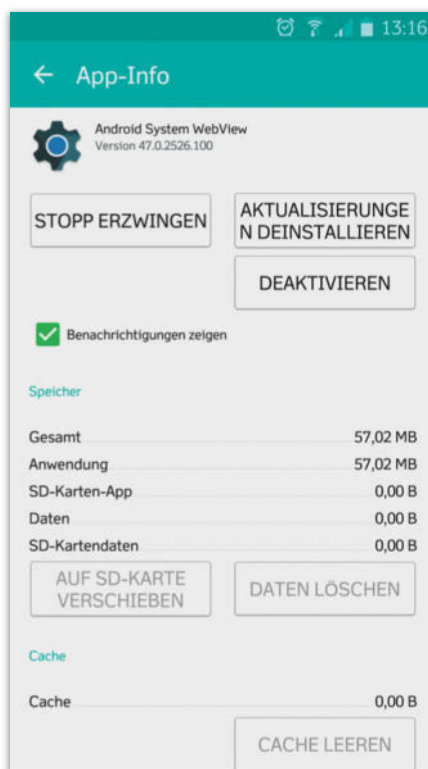 13:16
App-Info
Android System WebView
Version 47.0.2526.100
STOPP ERZWINGEN
AKTUALISIERUNGE
N DEINSTALLIEREN
DEAKTIVIEREN
Benachrichtigungen zeigen
Speicher
Gesamt 57,02 MB
Anwendung 57,02 MB
SD-Karten-App 0,00 B
Daten 0,00 B
SD-Kartendaten 0,00 B
AUF SD-KARTE
VERSCHIEBEN
DATEN LÖSCHEN
Cache
Cache 0,00 B
CACHE LEEREN